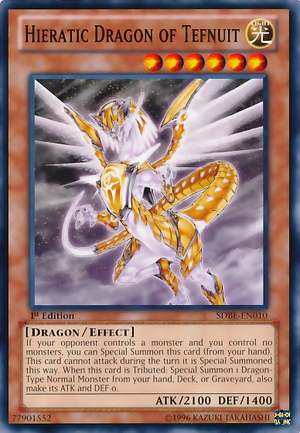 HIERATIC DRAGON OF TEFNUIT
LIGHT
光
1st Edition
SDBE-EN010
[DRAGON / EFFECT]
If your opponent controls a monster and you control no
monsters, you can Special Summon this card (from your hand).
This card cannot attack during the turn it is Special Summoned
this way. When this card is Tributed: Special Summon 1 Dragon-
Type Normal Monster from your hand, Deck, or Graveyard, also
make its ATK and DEF 0.
ATK/2100 DEF/1400
77901552
©1996 KAZUKI TAKAHASHI